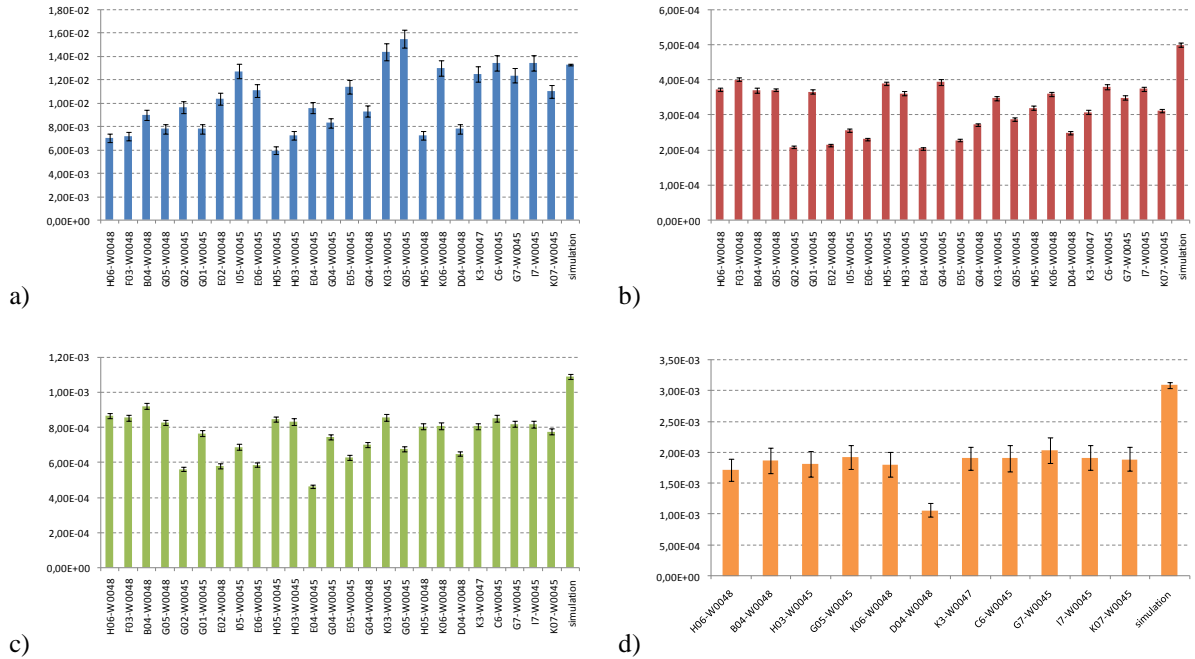 1,80E-02
1,60E-02
1,40E-02
1,20E-02
1,00E-02
8,00E-03
6,00E-03
4,00E-03
2,00E-03
0,00E+00
H06-W0048
F03-W0048
B04-W0048
G05-W0048
G02-W0045
G01-W0045
E02-W0048
I05-W0045
E06-W0045
H05-W0045
H03-W0045
E04-W0045
G04-W0045
E05-W0045
G04-W0048
K03-W0045
G05-W0045
H05-W0048
K06-W0048
D04-W0048
K3-W0047
C6-W0045
G7-W0045
I7-W0045
K07-W0045
simulation
a)
6,00E-04
5,00E-04
4,00E-04
3,00E-04
2,00E-04
1,00E-04
0,00E+00
H06-W0048
F03-W0048
B04-W0048
G05-W0048
G02-W0045
G01-W0045
E02-W0048
I05-W0045
E06-W0045
H05-W0045
H03-W0045
G04-W0045
E04-W0045
E05-W0045
G04-W0048
K03-W0045
G05-W0045
H05-W0048
K06-W0048
D04-W0048
K3-W0047
C6-W0045
G7-W0045
I7-W0045
K07-W0045
simulation
b)
1,20E-03
1,00E-03
8,00E-04
6,00E-04
4,00E-04
2,00E-04
0,00E+00
H06-W0048
F03-W0048
B04-W0048
G05-W0048
G02-W0045
G01-W0045
E02-W0048
I05-W0045
E06-W0045
H05-W0045
H03-W0045
E04-W0045
G04-W0045
E05-W0045
G04-W0048
K03-W0045
G05-W0045
H05-W0048
K06-W0048
D04-W0048
K3-W0047
C6-W0045
G7-W0045
I7-W0045
K07-W0045
simulation
c)
3,50E-03
3,00E-03
2,50E-03
2,00E-03
1,50E-03
1,00E-03
5,00E-04
0,00E+00
H06-W0048
B04-W0048
H03-W0045
G05-W0045
K06-W0048
D04-W0048
K3-W0047
C6-W0045
G7-W0045
I7-W0045
K07-W0045
simulation
d)